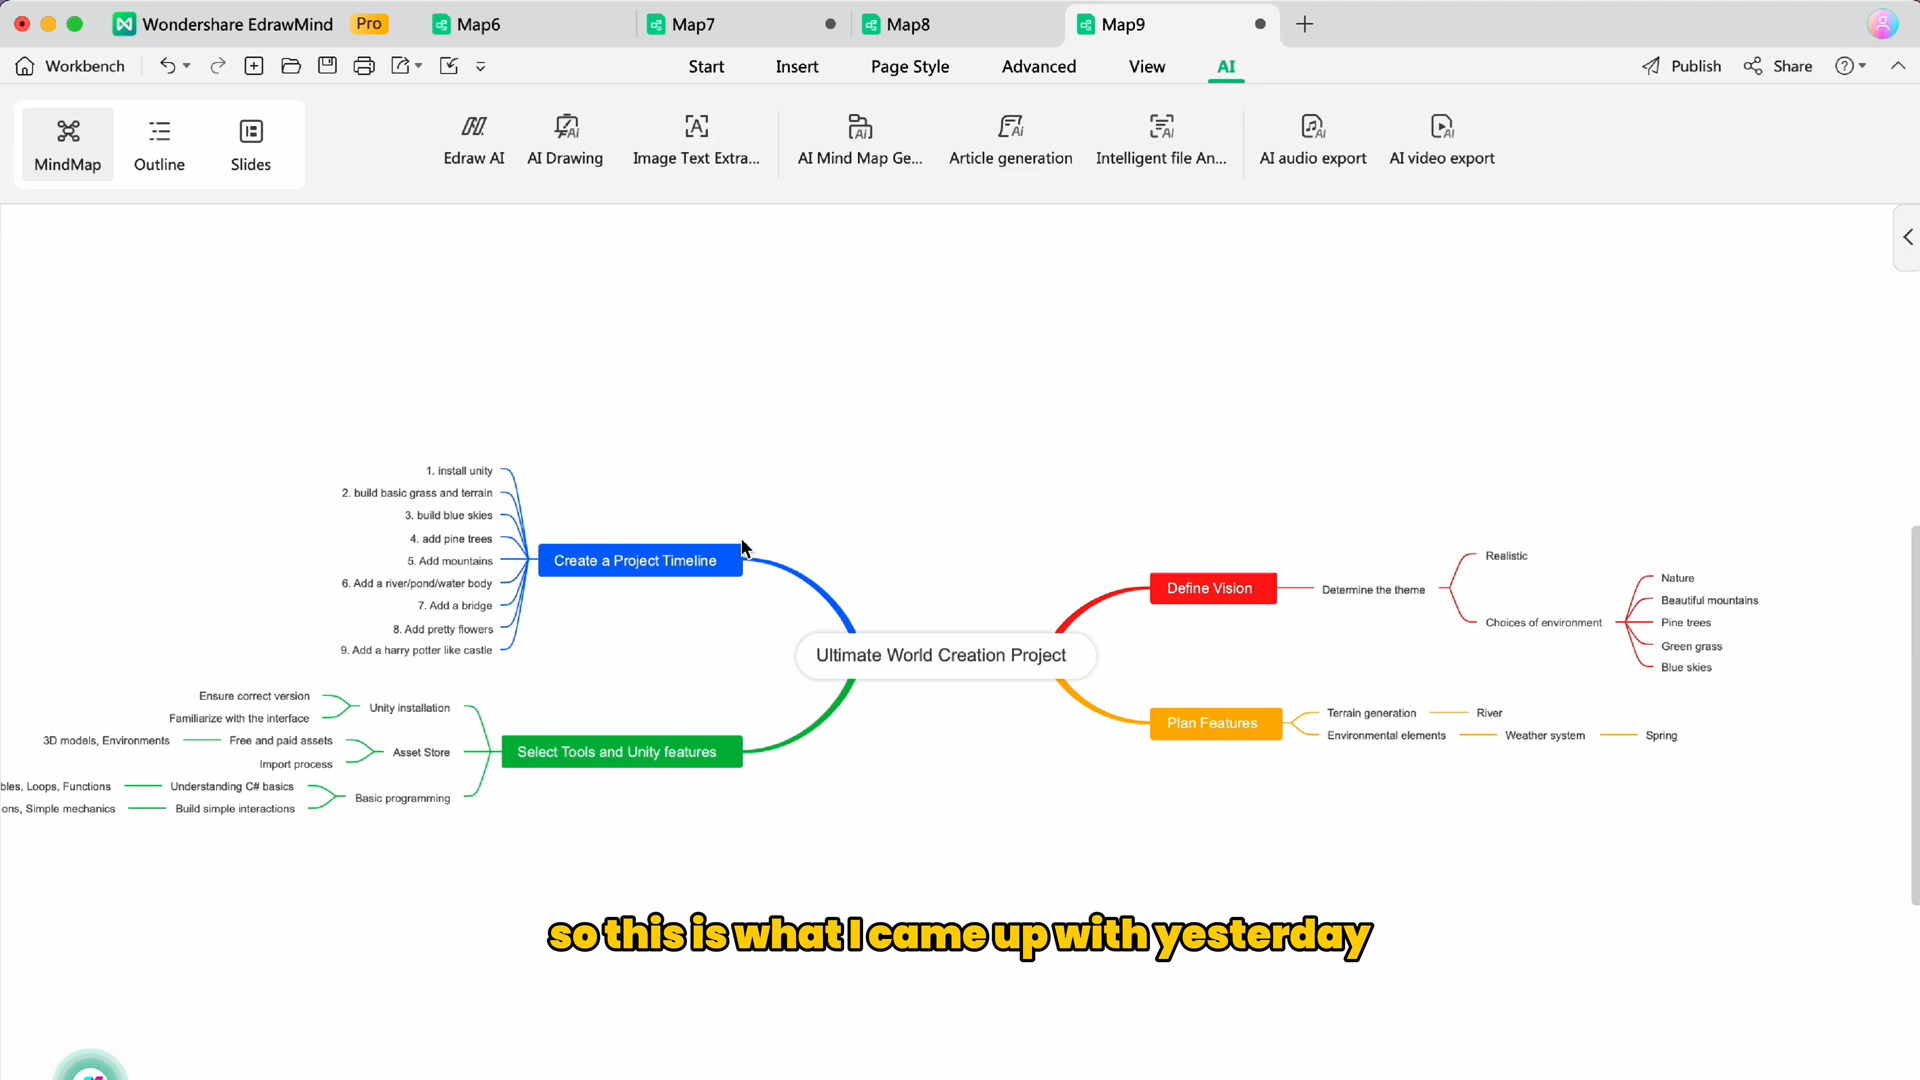 Wondershare EdrawMind Pro Map6 Map7 Map8 Map9
Workbench Start Insert Page Style Advanced View AI Publish Share
MindMap Outline Slides Edraw AI AI Drawing Image Text Extra... AI Mind Map Ge... Article generation Intelligent file An... AI audio export AI video export
1. install unity
2. build basic grass and terrain
3. build blue skies
4. add pine trees
5. Add mountains
6. Add a river/pond/water body
7. Add a bridge
8. Add pretty flowers
9. Add a harry potter like castle
Create a Project Timeline
Ensure correct version
Familiarize with the interface
Unity installation
3D models, Environments
Free and paid assets
Import process
Asset Store
bles, Loops, Functions
Understanding C# basics
ons, Simple mechanics
Build simple interactions
Basic programming
Select Tools and Unity features
Ultimate World Creation Project
Define Vision
Determine the theme
Realistic
Choices of environment
Nature
Beautiful mountains
Pine trees
Green grass
Blue skies
Plan Features
Terrain generation
River
Environmental elements
Weather system
Spring
so this is what I came up with yesterday